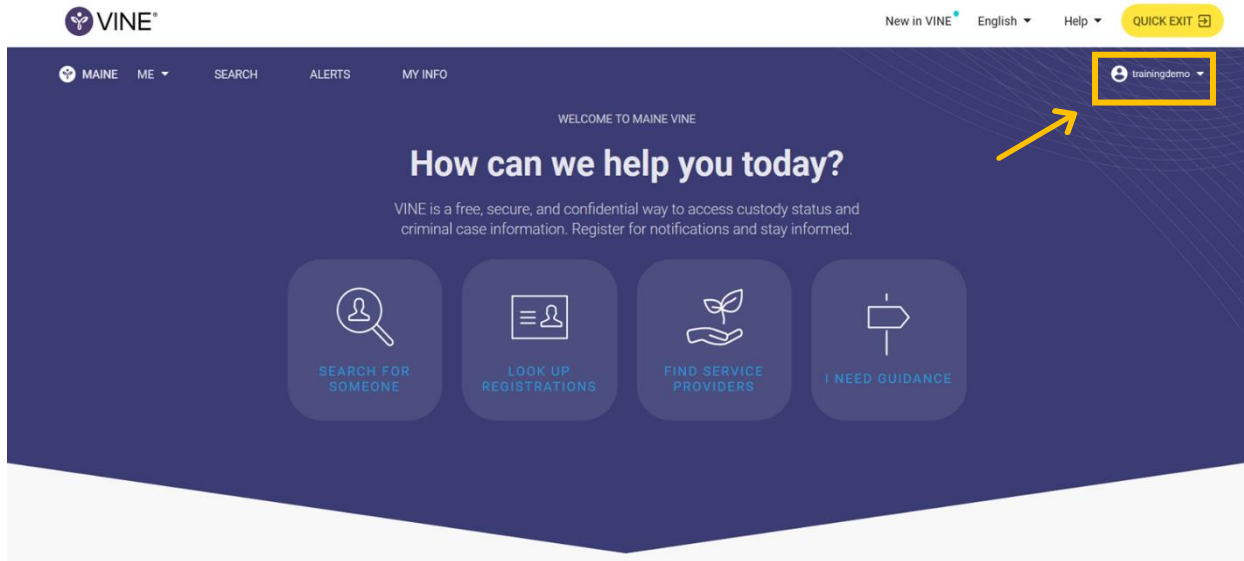 VINE®
New in VINE English Help QUICK EXIT
MAINE ME SEARCH ALERTS MY INFO trainingdemo
WELCOME TO MAINE VINE
How can we help you today?
VINE is a free, secure, and confidential way to access custody status and
criminal case information. Register for notifications and stay informed.
SEARCH FOR
SOMEONE
LOOK UP
REGISTRATIONS
FIND SERVICE
PROVIDERS
I NEED GUIDANCE